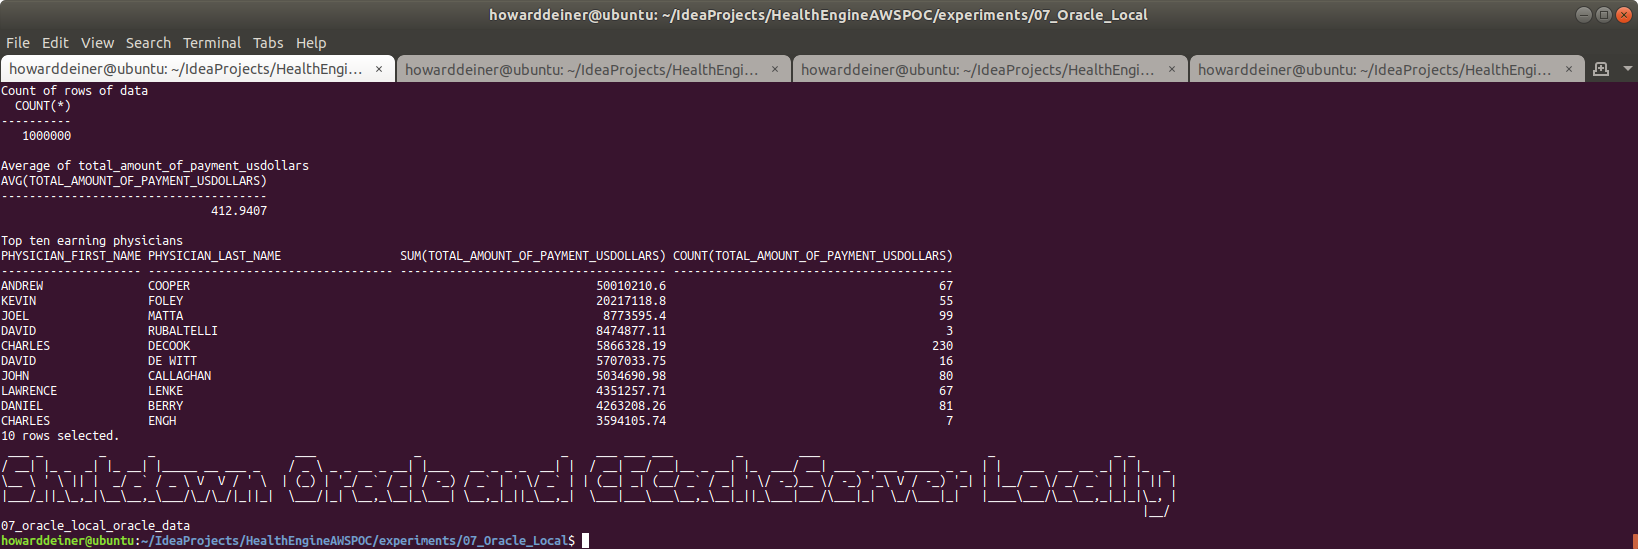 howarddeiner@ubuntu: ~/IdeaProjects/HealthEngineAWSPOC/experiments/07_Oracle_Local
File Edit View Search Terminal Tabs Help
howarddeiner@ubuntu: ~/IdeaProjects/HealthEngi... × howarddeiner@ubuntu: ~/IdeaProjects/HealthEngi... × howarddeiner@ubuntu: ~/IdeaProjects/HealthEngi... × howarddeiner@ubuntu: ~/IdeaProjects/HealthEngi... ×
Count of rows of data
COUNT(*)
----------
1000000
Average of total_amount_of_payment_usdollars
AVG(TOTAL_AMOUNT_OF_PAYMENT_USDOLLARS)
--------------------------------------
412.9407
Top ten earning physicians
PHYSICIAN_FIRST_NAME PHYSICIAN_LAST_NAME SUM(TOTAL_AMOUNT_OF_PAYMENT_USDOLLARS) COUNT(TOTAL_AMOUNT_OF_PAYMENT_USDOLLARS)
-------------------- ----------------------------------- -------------------------------------- ----------------------------------------
ANDREW COOPER 50010210.6 67
KEVIN FOLEY 20217118.8 55
JOEL MATTA 8773595.4 99
DAVID RUBALTELLI 8474877.11 3
CHARLES DECOOK 5866328.19 230
DAVID DE WITT 5707033.75 16
JOHN CALLAGHAN 5034690.98 80
LAWRENCE LENKE 4351257.71 67
DANIEL BERRY 4263208.26 81
CHARLES ENGH 3594105.74 7
10 rows selected.
Shutdown Oracle and CECacheServer Locally
07_oracle_local_oracle_data
howarddeiner@ubuntu:~/IdeaProjects/HealthEngineAWSPOC/experiments/07_Oracle_Local$